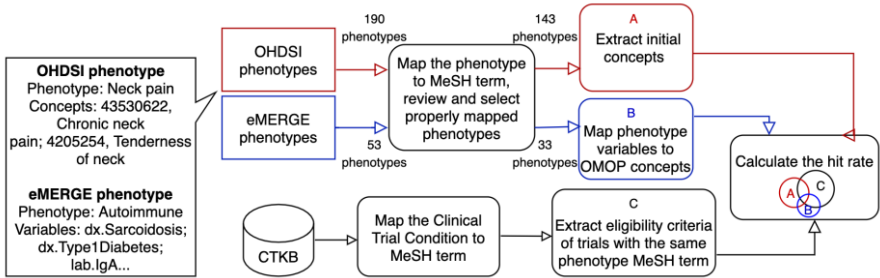 OHDSI phenotype
Phenotype: Neck pain
Concepts: 43530622,
Chronic neck
pain; 4205254, Tenderness
of neck
eMERGE phenotype
Phenotype: Autoimmune
Variables: dx.Sarcoidosis;
dx.Type1Diabetes;
lab.IgA...
OHDSI
phenotypes
eMERGE
phenotypes
190
phenotypes
53
phenotypes
Map the phenotype
to MeSH term,
review and select
properly mapped
phenotypes
143
phenotypes
33
phenotypes
A
Extract initial
concepts
B
Map phenotype
variables to
OMOP concepts
CTKB
Map the Clinical
Trial Condition to
MeSH term
C
Extract eligibility criteria
of trials with the same
phenotype MeSH term
Calculate the hit rate
A
C
B